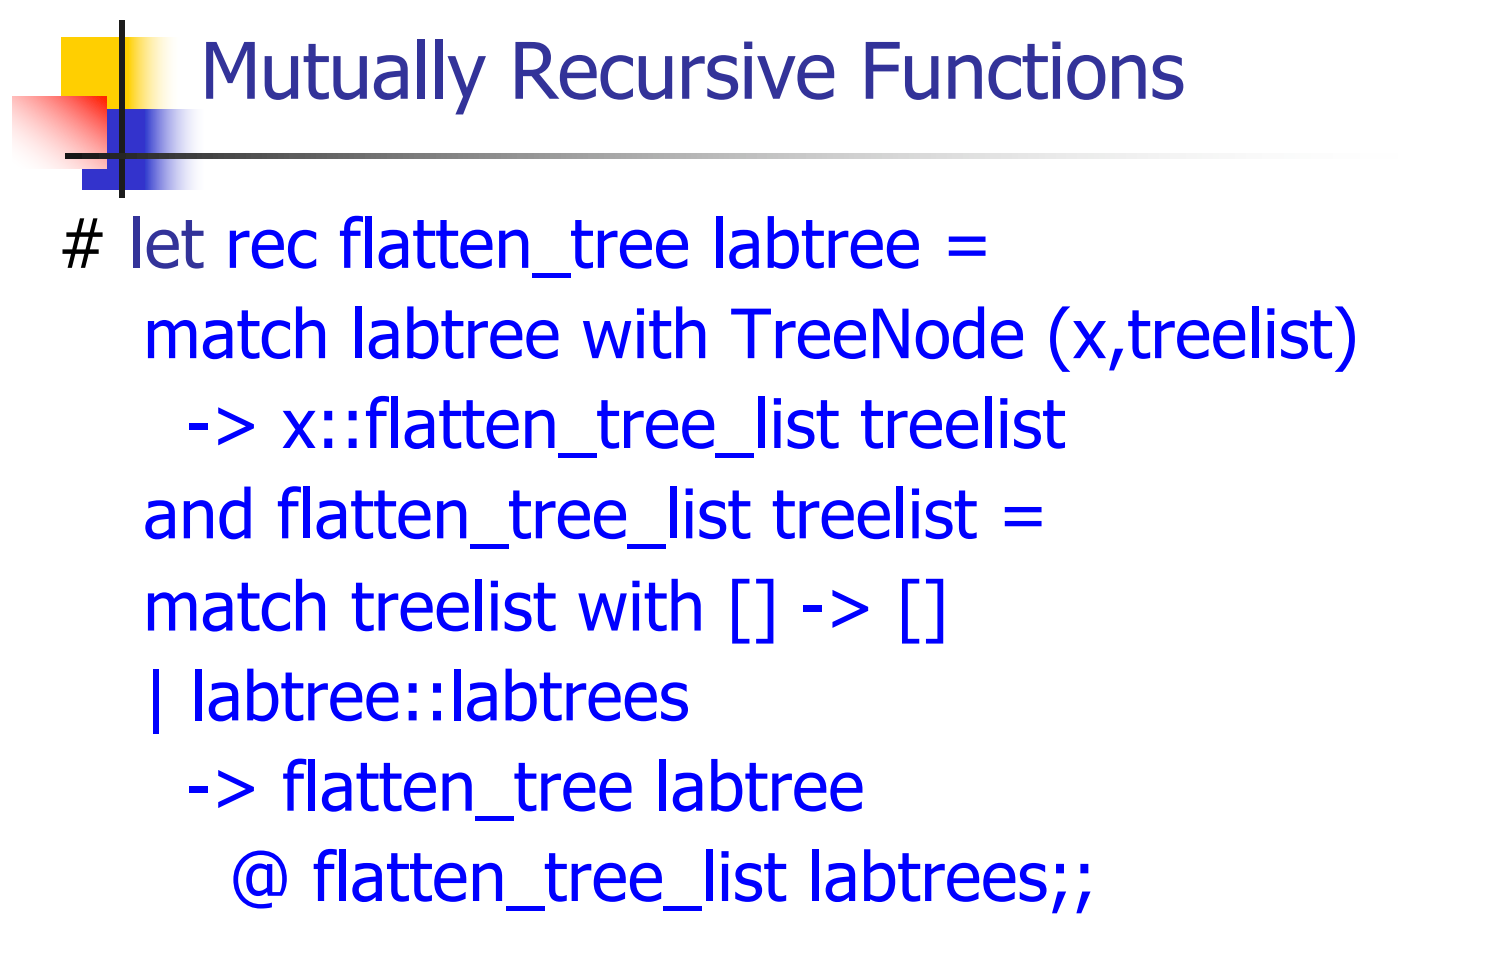 Mutually Recursive Functions
# let rec flatten_tree labtree =
match labtree with TreeNode (x,treelist)
-> x::flatten_tree_list treelist
and flatten_tree_list treelist =
match treelist with [] -> []
| labtree::labtrees
-> flatten_tree labtree
@ flatten_tree_list labtrees;;